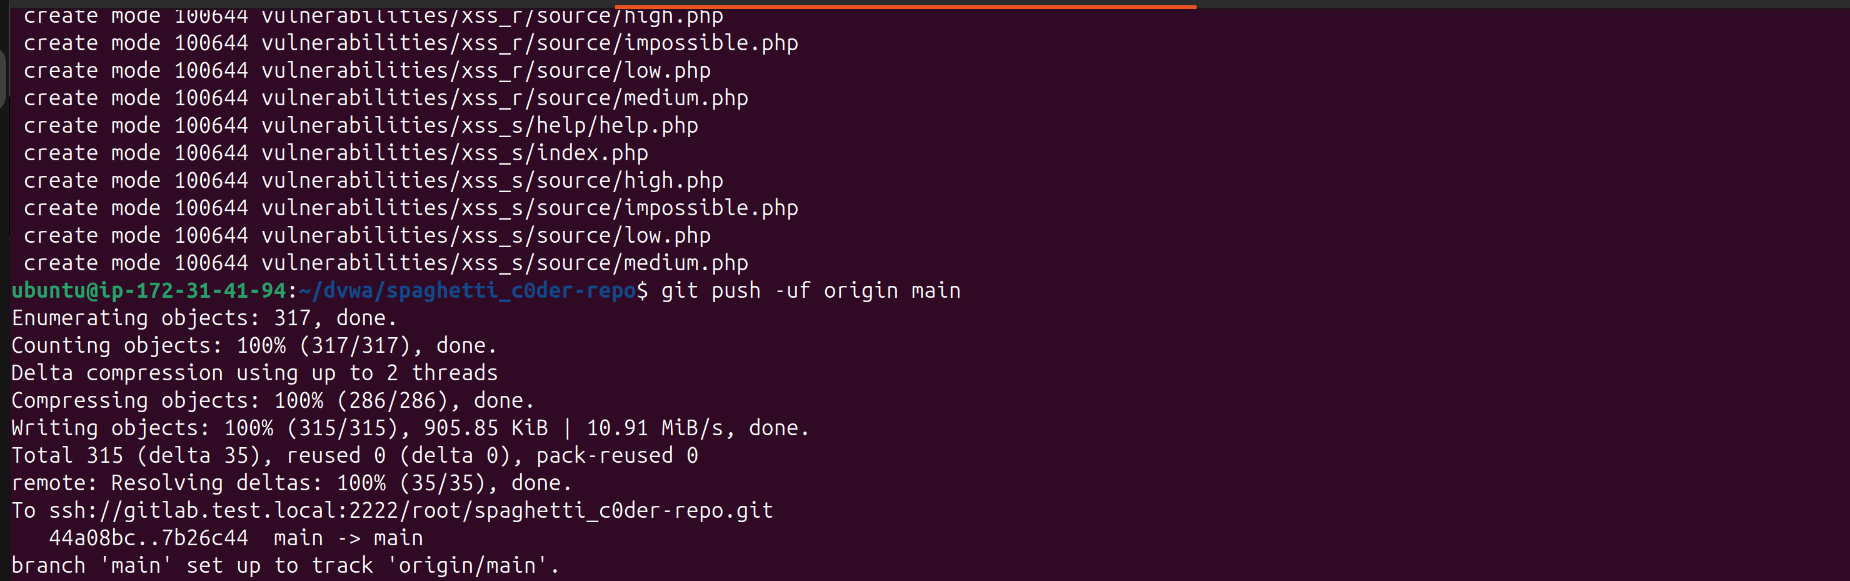 create mode 100644 vulnerabilities/xss_r/source/high.php
create mode 100644 vulnerabilities/xss_r/source/impossible.php
create mode 100644 vulnerabilities/xss_r/source/low.php
create mode 100644 vulnerabilities/xss_r/source/medium.php
create mode 100644 vulnerabilities/xss_s/help/help.php
create mode 100644 vulnerabilities/xss_s/index.php
create mode 100644 vulnerabilities/xss_s/source/high.php
create mode 100644 vulnerabilities/xss_s/source/impossible.php
create mode 100644 vulnerabilities/xss_s/source/low.php
create mode 100644 vulnerabilities/xss_s/source/medium.php
ubuntu@ip-172-31-41-94:~/dvwa/spaghetti_c0der-repo$ git push -uf origin main
Enumerating objects: 317, done.
Counting objects: 100% (317/317), done.
Delta compression using up to 2 threads
Compressing objects: 100% (286/286), done.
Writing objects: 100% (315/315), 905.85 KiB | 10.91 MiB/s, done.
Total 315 (delta 35), reused 0 (delta 0), pack-reused 0
remote: Resolving deltas: 100% (35/35), done.
To ssh://gitlab.test.local:2222/root/spaghetti_c0der-repo.git
   44a08bc..7b26c44  main -> main
branch 'main' set up to track 'origin/main'.